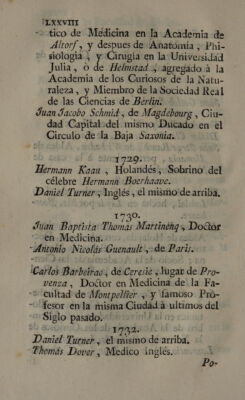 LXXVIII
tico de Medicina en la Academia de
Altorf, y despues de Anatomía, Phi-
siologia, y Cirugia en la Universidad
Julia, ò de Helmstad, agregado à la
Academia de los Curiosos de la Natu-
raleza, y Miembro de la Sociedad Real
de las Ciencias de Berlin.
Juan Jacobo Schmid, de Magdebourg, Ciu-
dad Capital del mismo Ducado en el
Circulo de la Baja Saxonia.
1729.
Hermann Kaau, Holandés, Sobrino del
célebre Hermann Boerhaave.
Daniel Turner, Inglés, el mismo de arriba.
1730.
Juan Baptista Thomas Martinenq, Doctor
en Medicina.
Antonio Nicolás Guenault, de Paris.
Carlos Barbeirac, de Ceresle, lugar de Pro-
venza, Doctor en Medicina de la Fa-
cultad de Montpellier, y famoso Pro-
fesor en la misma Ciudad à ultimos del
Siglo pasado.
1732.
Daniel Turner, el mismo de arriba.
Thomás Dover, Medico Inglés.
Po-